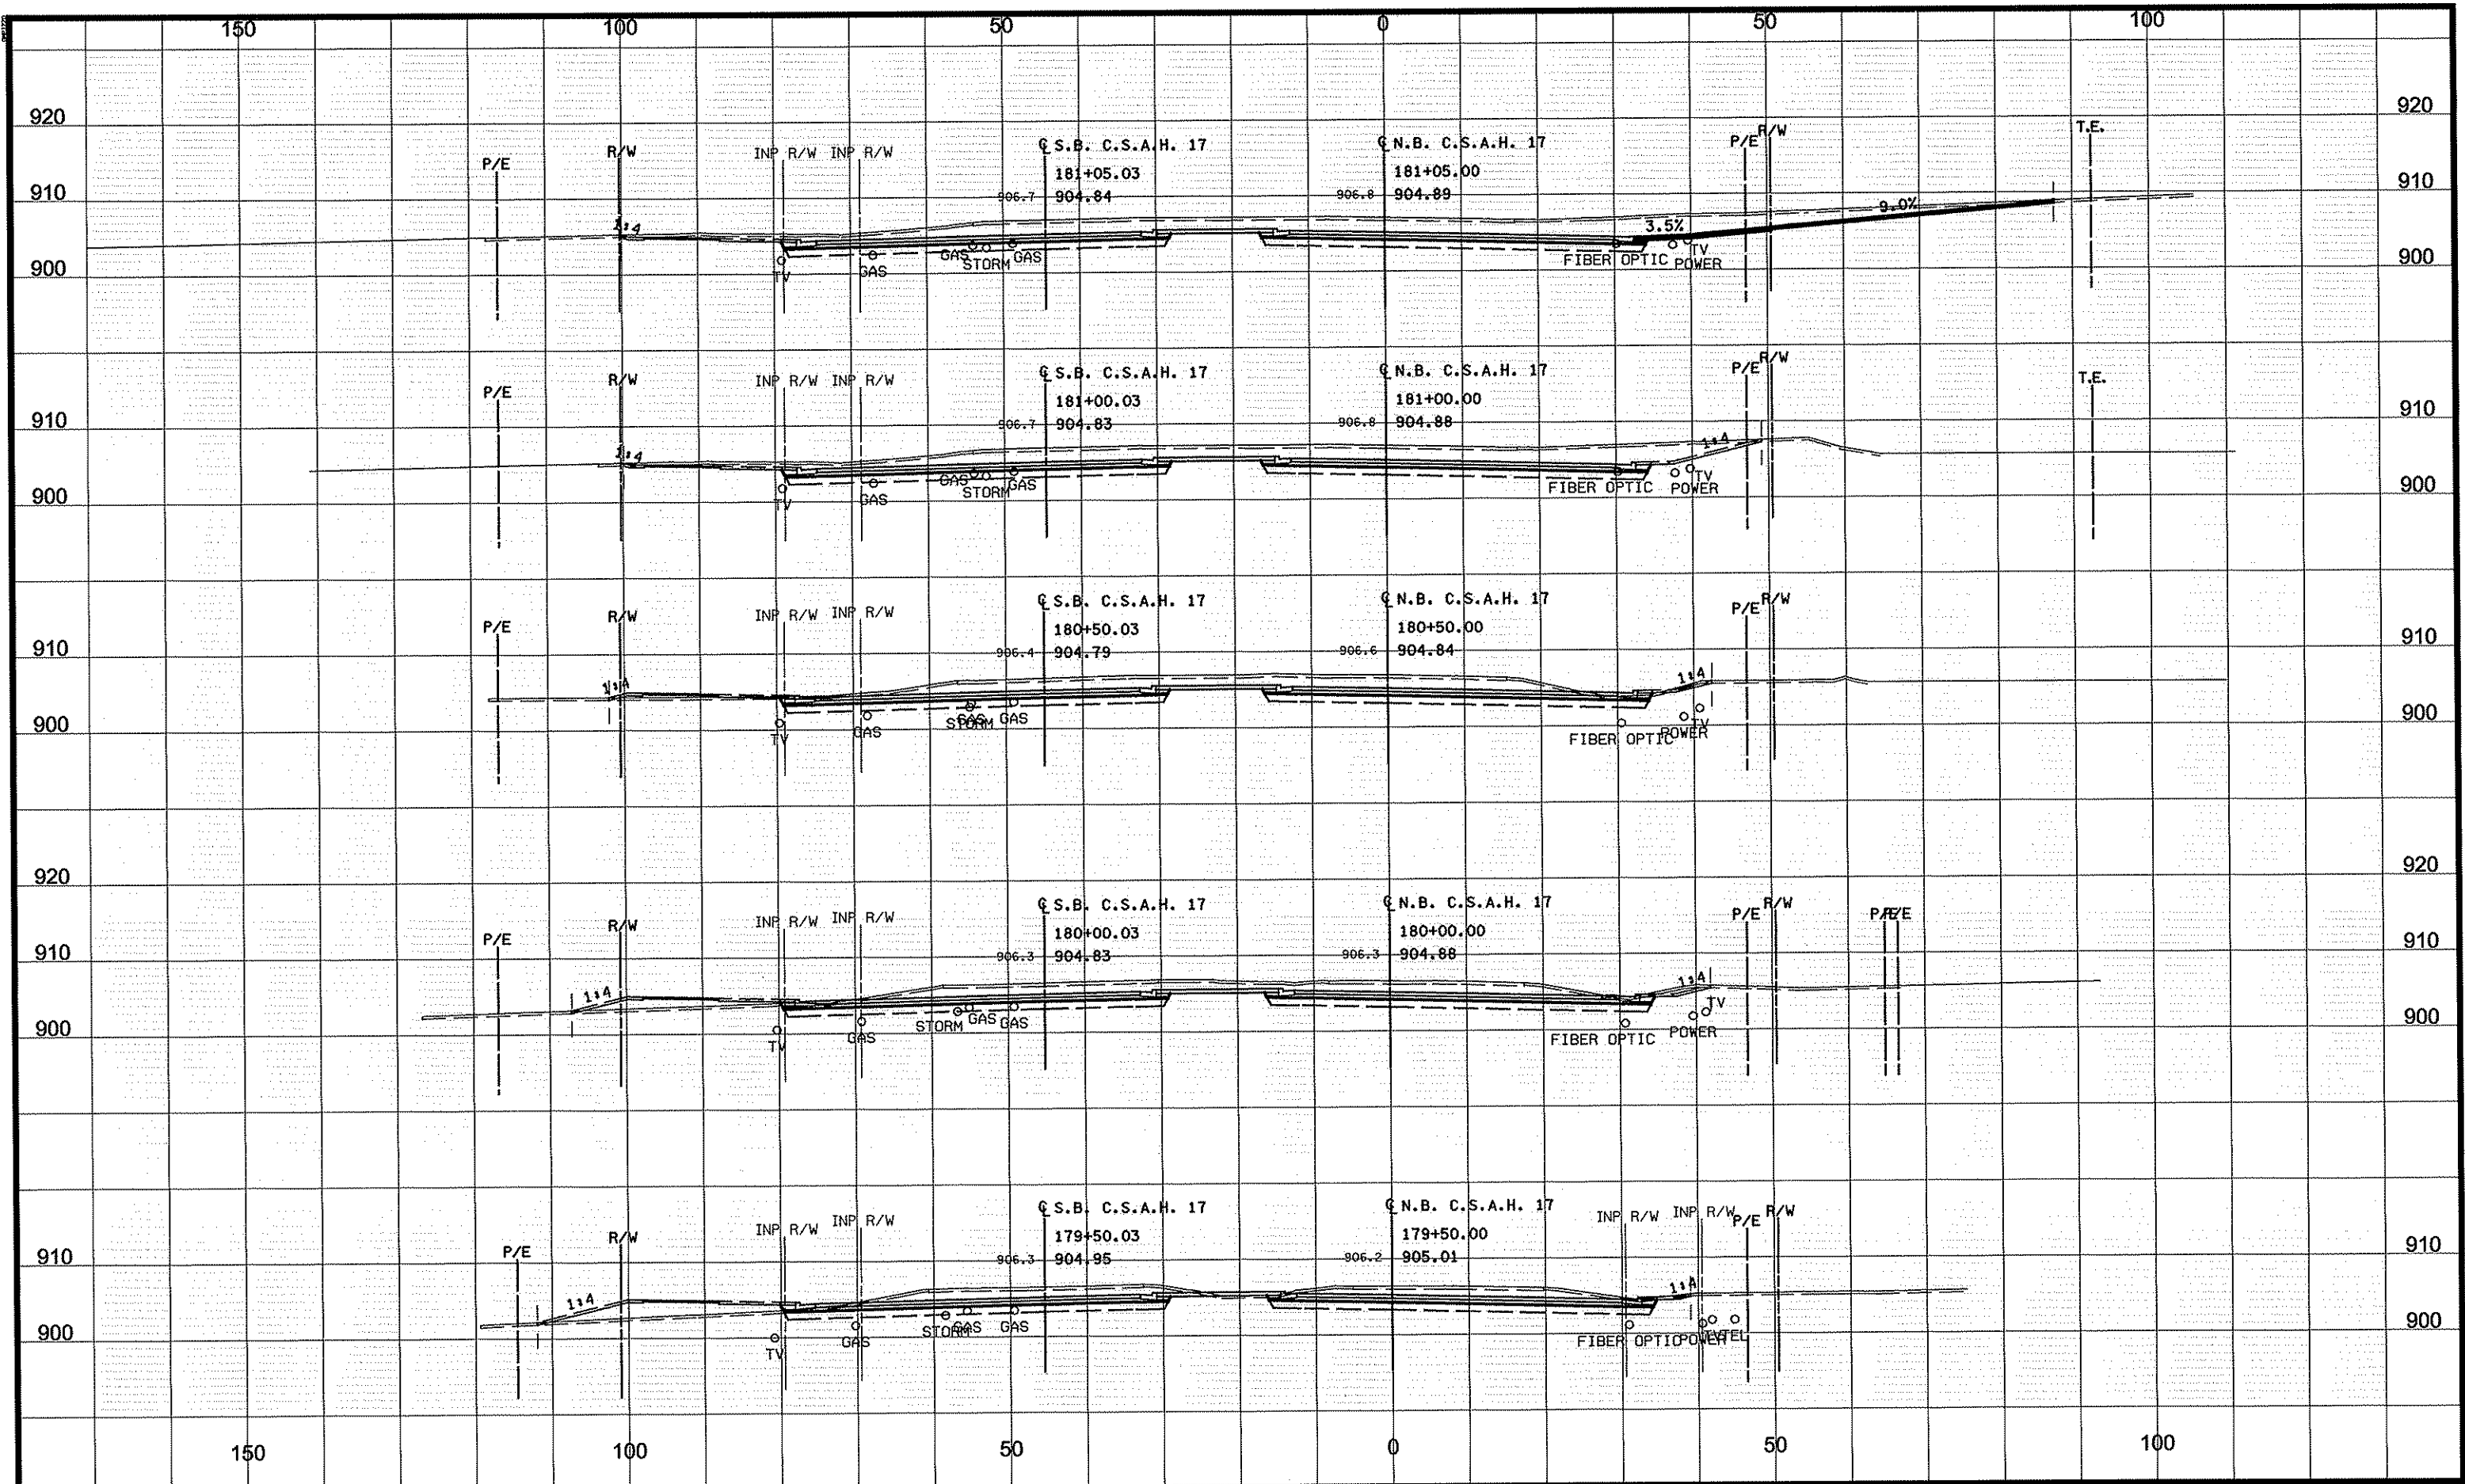 150 100 50 0 50 100
920 920
P/E R/W INP R/W INP R/W ℄ S.B. C.S.A.H. 17 ℄ N.B. C.S.A.H. 17 P/E R/W T.E.
181+05.03 181+05.00
910 906.7 904.84 906.8 904.89 910
1:4 3.5% 9.0%
900 TV GAS GAS STORM GAS FIBER OPTIC POWER TV 900
P/E R/W INP R/W INP R/W ℄ S.B. C.S.A.H. 17 ℄ N.B. C.S.A.H. 17 P/E R/W T.E.
181+00.03 181+00.00
910 906.7 904.83 906.8 904.88 910
1:4 1:4
900 TV GAS GAS STORM GAS FIBER OPTIC POWER TV 900
P/E R/W INP R/W INP R/W ℄ S.B. C.S.A.H. 17 ℄ N.B. C.S.A.H. 17 P/E R/W
180+50.03 180+50.00
910 906.4 904.79 906.6 904.84 910
1:4 1:4
900 TV GAS STORM GAS GAS FIBER OPTIC POWER TV 900
920 920
P/E R/W INP R/W INP R/W ℄ S.B. C.S.A.H. 17 ℄ N.B. C.S.A.H. 17 P/E R/W P/E P/E
180+00.03 180+00.00
910 906.3 904.83 906.3 904.88 910
1:4 1:4
900 TV GAS STORM GAS GAS FIBER OPTIC POWER TV 900
P/E R/W INP R/W INP R/W ℄ S.B. C.S.A.H. 17 ℄ N.B. C.S.A.H. 17 INP R/W INP R/W P/E R/W
179+50.03 179+50.00
910 906.3 904.95 906.2 905.01 910
1:4 1:4
900 TV GAS STORM GAS GAS FIBER OPTIC POWER TV TEL 900
150 100 50 0 50 100